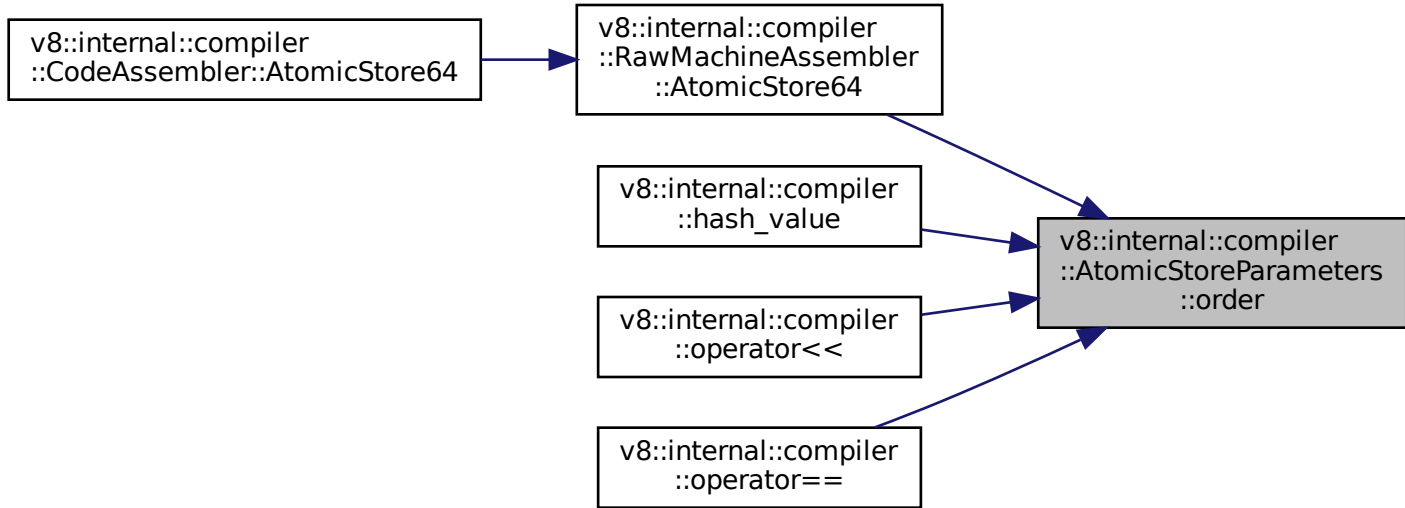 v8::internal::compiler
::CodeAssembler::AtomicStore64
v8::internal::compiler
::RawMachineAssembler
::AtomicStore64
v8::internal::compiler
::hash_value
v8::internal::compiler
::operator<<
v8::internal::compiler
::operator==
v8::internal::compiler
::AtomicStoreParameters
::order